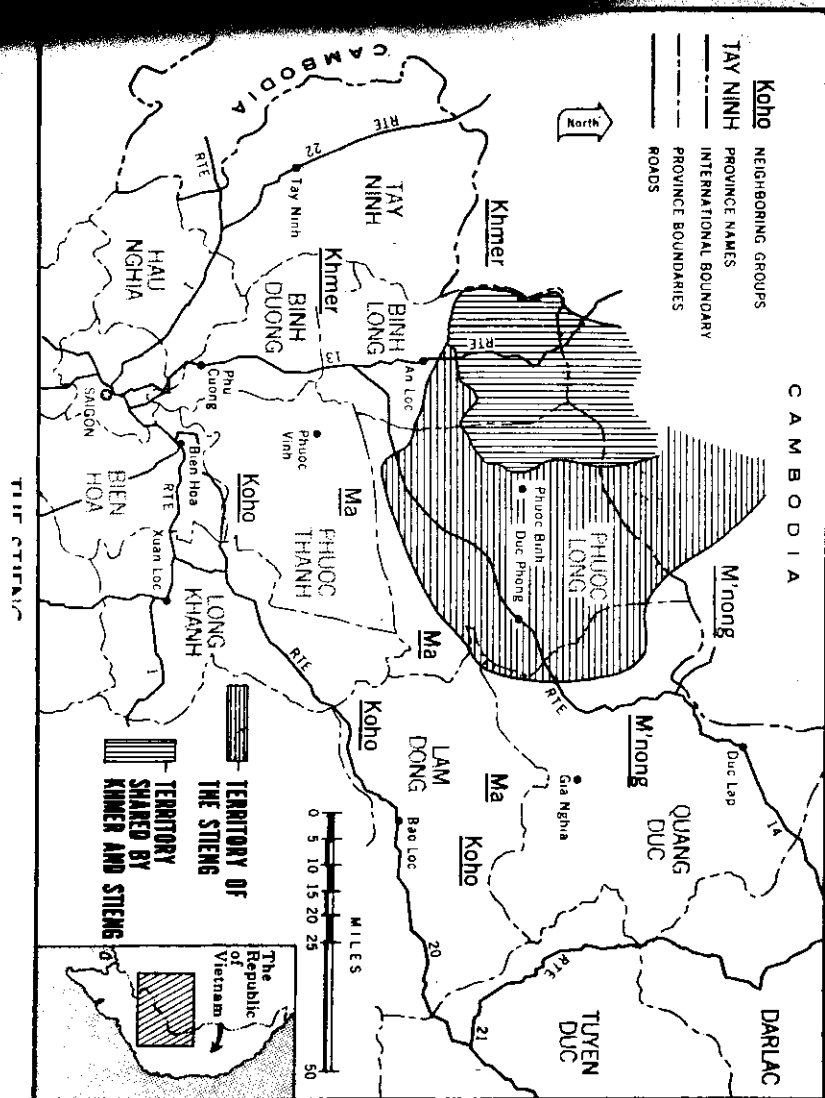 Koho NEIGHBORING GROUPS
TAY NINH PROVINCE NAMES
INTERNATIONAL BOUNDARY
PROVINCE BOUNDARIES
ROADS
North
CAMBODIA
CAMBODIA
Khmer
M'nong
Duc Lap
14
DARLAC
RTE
22
Tay Ninh
TAY
NINH
RTE
Khmer
BINH
LONG
RTE
An Loc
Phuoc Binh
Duc Phong
PHUOC
LONG
RTE
M'nong
Gia Nghia
QUANG
DUC
HAU
NGHIA
BINH
DUONG
13
Phu
Cuong
Phuoc
Vinh
Ma
PHUOC
THANH
Ma
Ma
LAM
DONG
Koho
Koho
Koho
Bao Loc
20
RTE
21
TUYEN
DUC
SAIGON
Bien Hoa
BIEN
HOA
RTE
Xuan Loc
LONG
KHANH
RTE
1
TERRITORY OF
THE STIENG
TERRITORY
SHARED BY
KHMER AND STIENG
MILES
0 5 10 15 20 25 50
The
Republic
of
Vietnam
THE STIENG